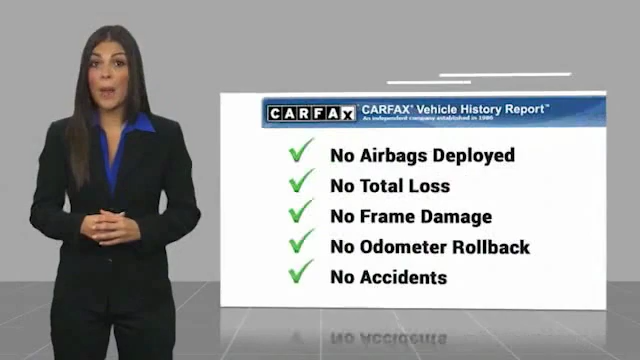 CARFAX CARFAX® Vehicle History Report™
An independent company established in 1986
No Airbags Deployed
No Total Loss
No Frame Damage
No Odometer Rollback
No Accidents